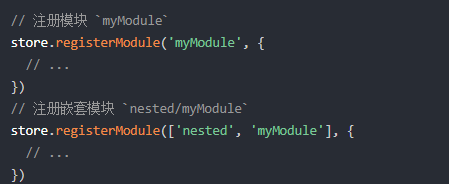 // 注册模块 `myModule`
store.registerModule('myModule', {
  // ...
})
// 注册嵌套模块 `nested/myModule`
store.registerModule(['nested', 'myModule'], {
  // ...
})